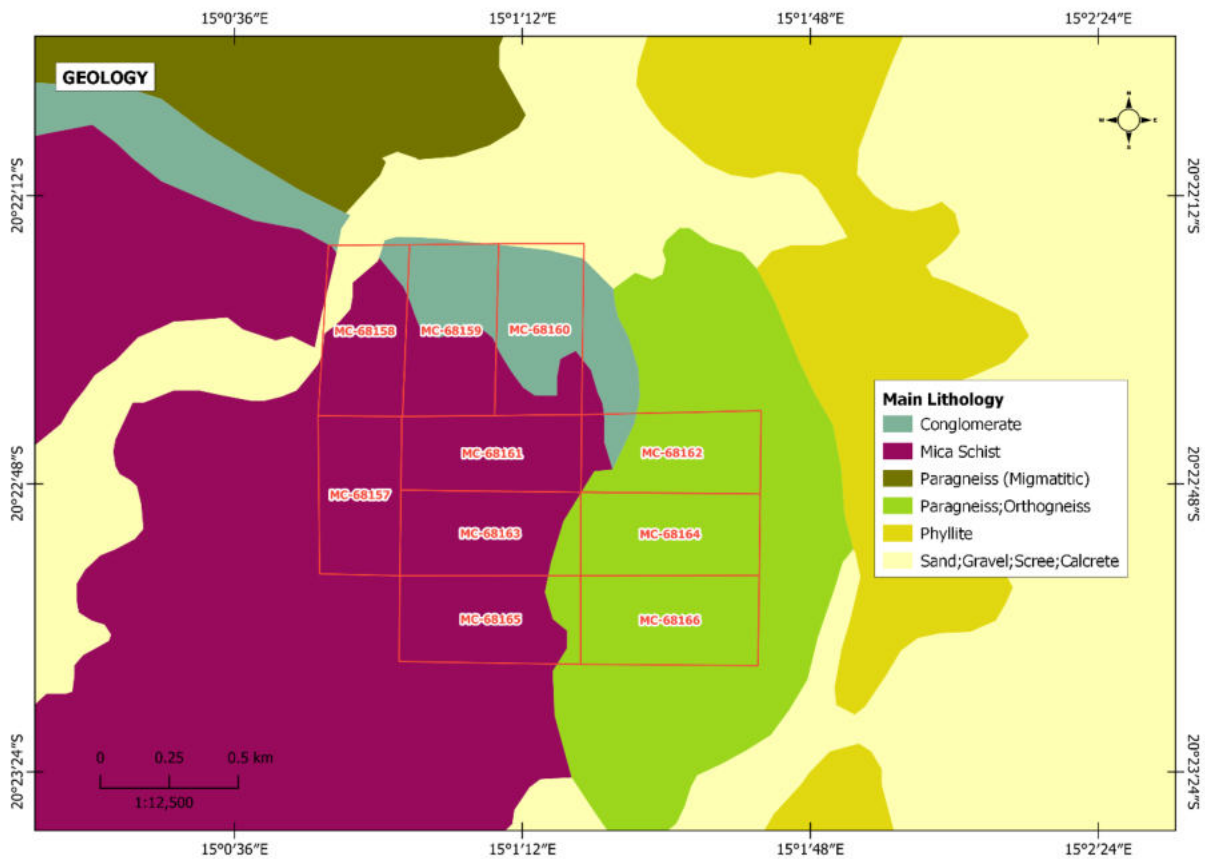 15°0′36″E
15°1′12″E
15°1′48″E
15°2′24″E
GEOLOGY
N
W
E
S
20°22′12″S
20°22′12″S
MC-68158
MC-68159
MC-68160
Main Lithology
Conglomerate
Mica Schist
Paragneiss (Migmatitic)
Paragneiss;Orthogneiss
Phyllite
Sand;Gravel;Scree;Calcrete
MC-68161
MC-68162
MC-68157
20°22′48″S
20°22′48″S
MC-68163
MC-68164
MC-68165
MC-68166
0 0.25 0.5 km
1:12,500
20°23′24″S
20°23′24″S
15°0′36″E
15°1′12″E
15°1′48″E
15°2′24″E